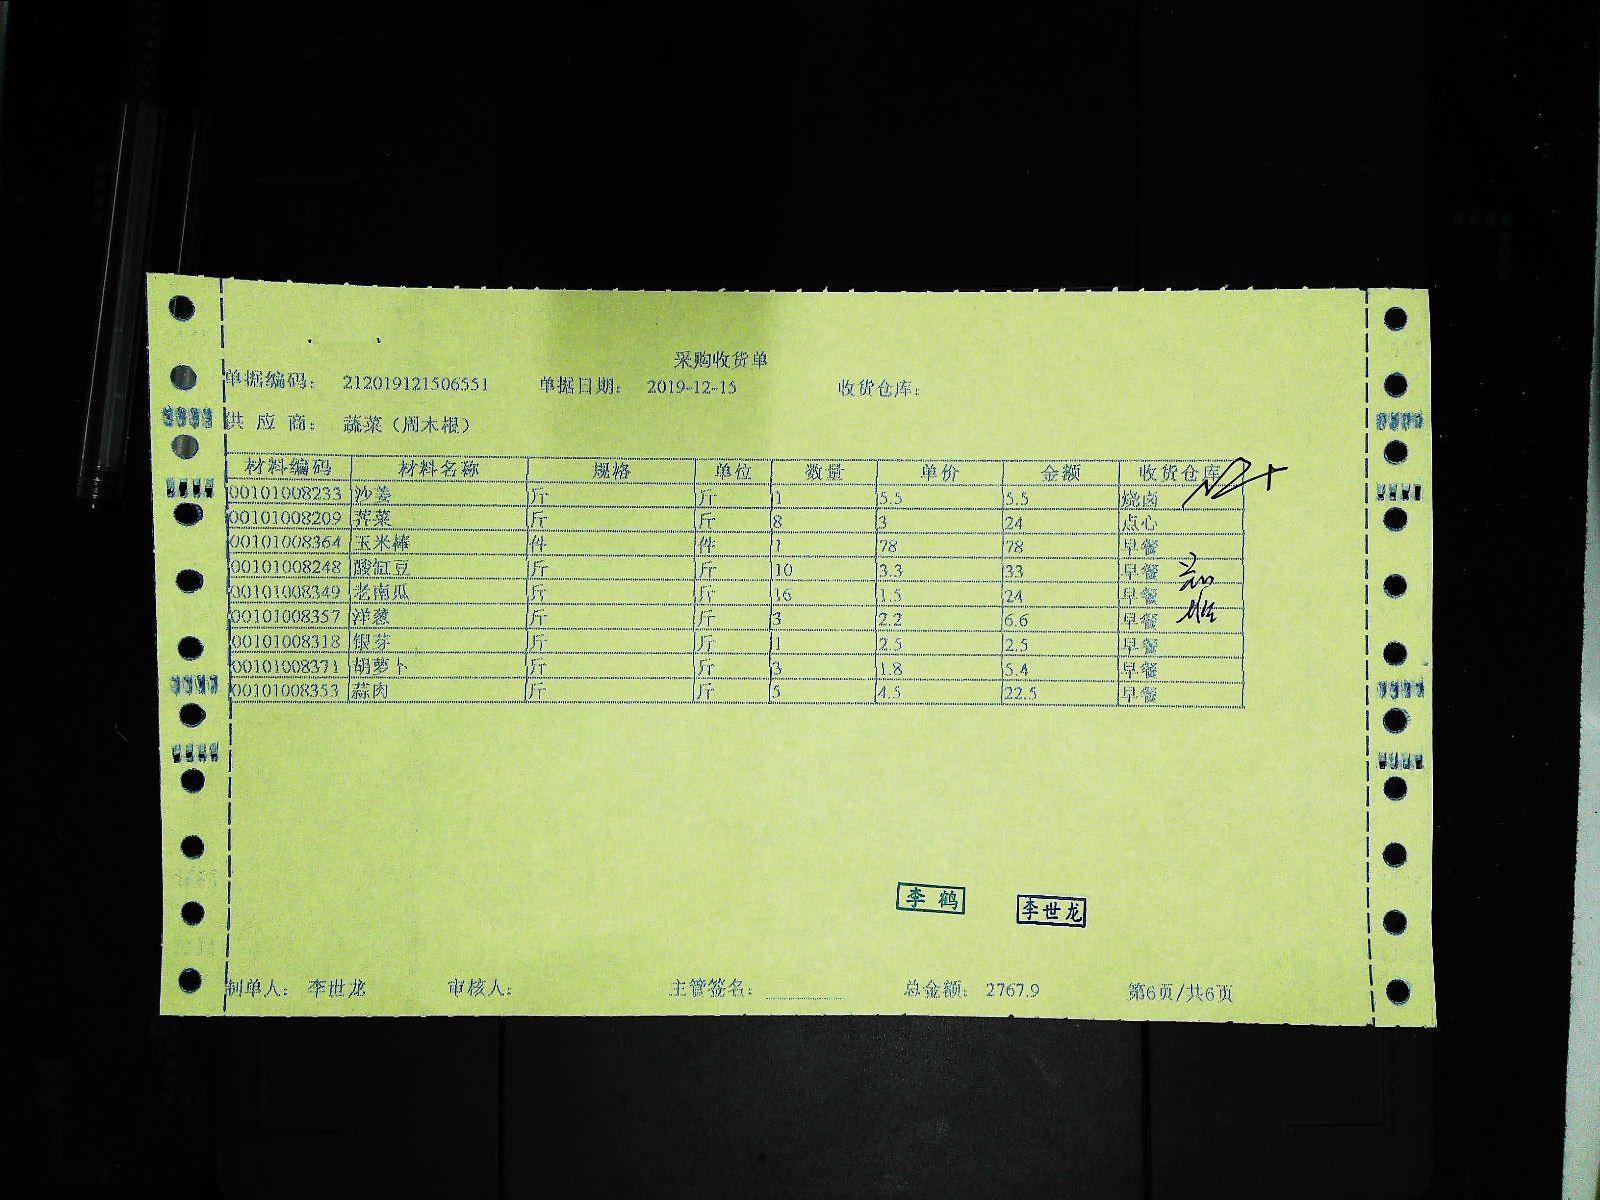 采购收货单
单据编码： 212019121506551 单据日期： 2019-12-15 收货仓库：
供 应 商： 蔬菜（周木根）
材料编码 材料名称 规格 单位 数量 单价 金额 收货仓库
00101008233 沙姜 斤 斤 1 5.5 5.5 烧卤
00101008209 荠菜 斤 斤 8 3 24 点心
00101008364 玉米棒 件 件 1 78 78 早餐
00101008248 酸缸豆 斤 斤 10 3.3 33 早餐
00101008349 老南瓜 斤 斤 16 1.5 24 早餐
00101008357 洋葱 斤 斤 3 2.2 6.6 早餐
00101008318 银芽 斤 斤 1 2.5 2.5 早餐
00101008371 胡萝卜 斤 斤 3 1.8 5.4 早餐
00101008353 蒜肉 斤 斤 5 4.5 22.5 早餐
李鹤 李世龙
制单人： 李世龙 审核人： 主管签名： 总金额： 2767.9 第6页/共6页